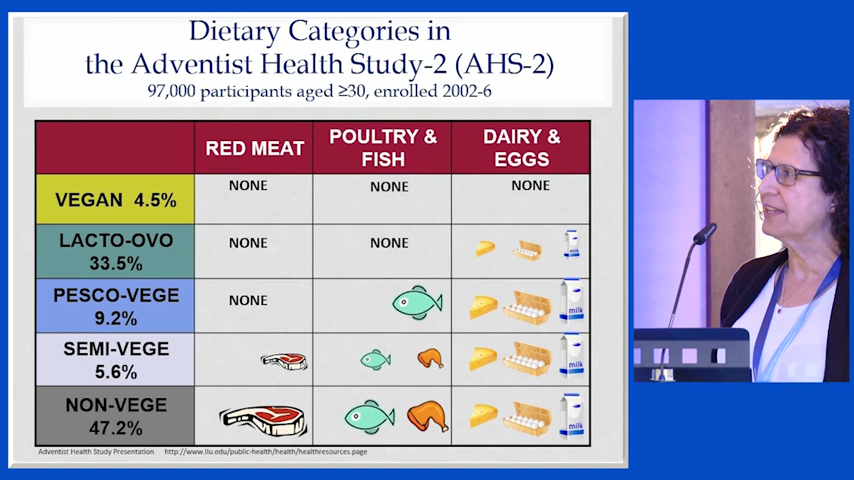 Dietary Categories in
the Adventist Health Study-2 (AHS-2)
97,000 participants aged ≥30, enrolled 2002-6
RED MEAT
POULTRY &
FISH
DAIRY &
EGGS
VEGAN 4.5%
NONE
NONE
NONE
LACTO-OVO
33.5%
NONE
NONE
PESCO-VEGE
9.2%
NONE
milk
SEMI-VEGE
5.6%
milk
NON-VEGE
47.2%
milk
Adventist Health Study Presentation http://www.llu.edu/public-health/health/healthresources.page